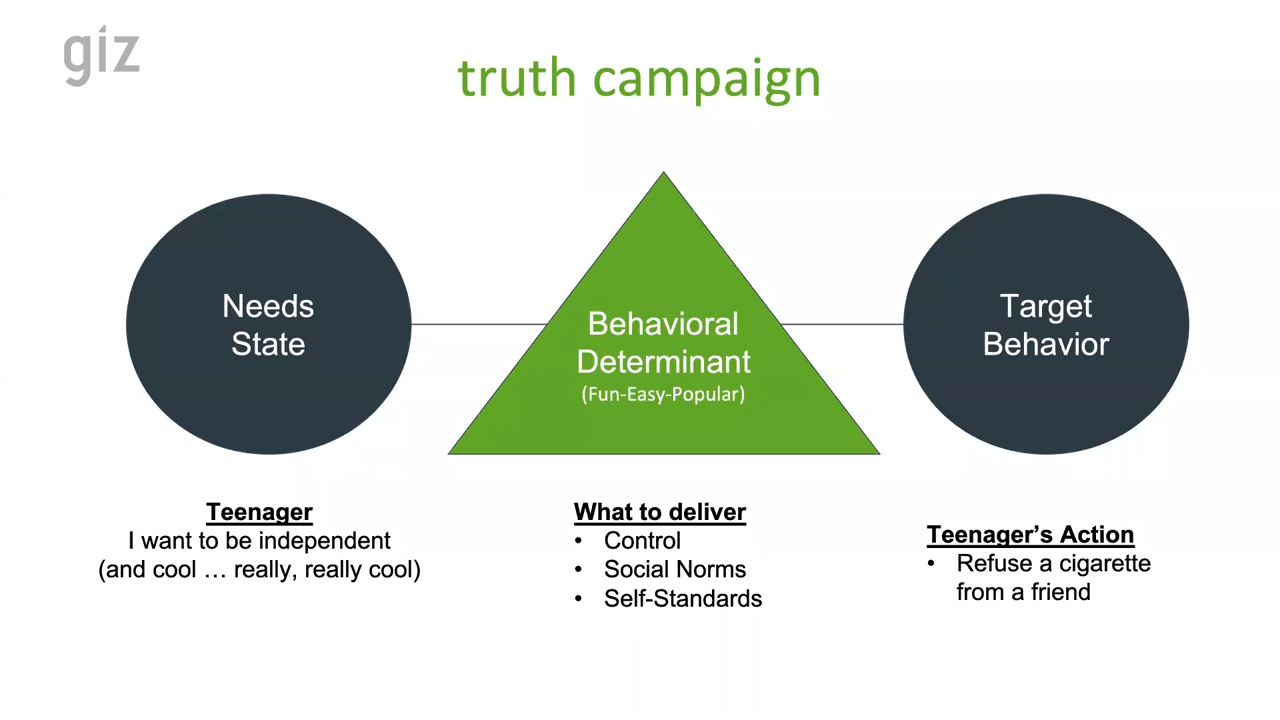 giz
truth campaign
Needs
State
Behavioral
Determinant
(Fun-Easy-Popular)
Target
Behavior
Teenager
I want to be independent
(and cool … really, really cool)
What to deliver
• Control
• Social Norms
• Self-Standards
Teenager’s Action
• Refuse a cigarette
from a friend